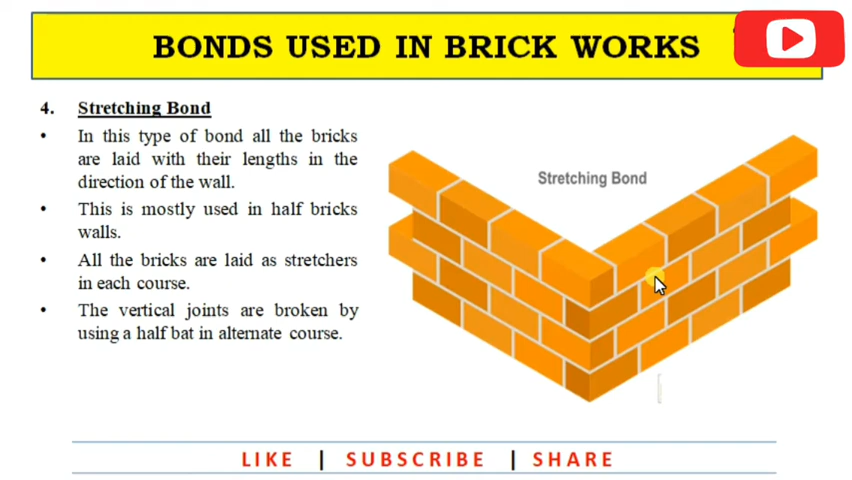 BONDS USED IN BRICK WORKS
4. Stretching Bond
• In this type of bond all the bricks
are laid with their lengths in the
direction of the wall.
• This is mostly used in half bricks
walls.
• All the bricks are laid as stretchers
in each course.
• The vertical joints are broken by
using a half bat in alternate course.
Stretching Bond
LIKE | SUBSCRIBE | SHARE